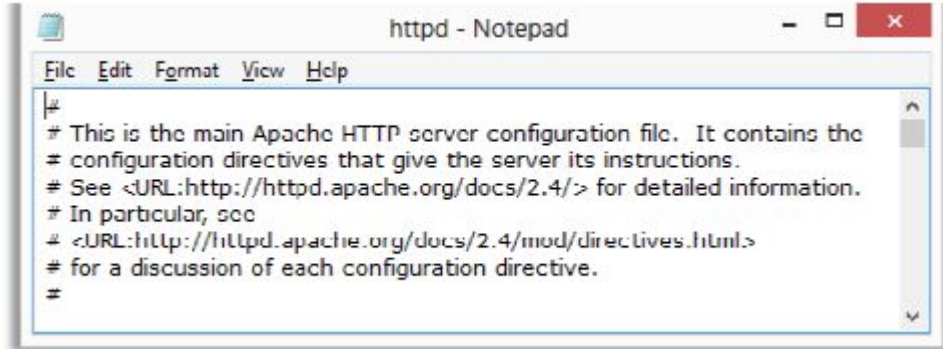 httpd - Notepad
File Edit Format View Help
#
# This is the main Apache HTTP server configuration file.  It contains the
# configuration directives that give the server its instructions.
# See <URL:http://httpd.apache.org/docs/2.4/> for detailed information.
# In particular, see
# <URL:http://httpd.apache.org/docs/2.4/mod/directives.html>
# for a discussion of each configuration directive.
#